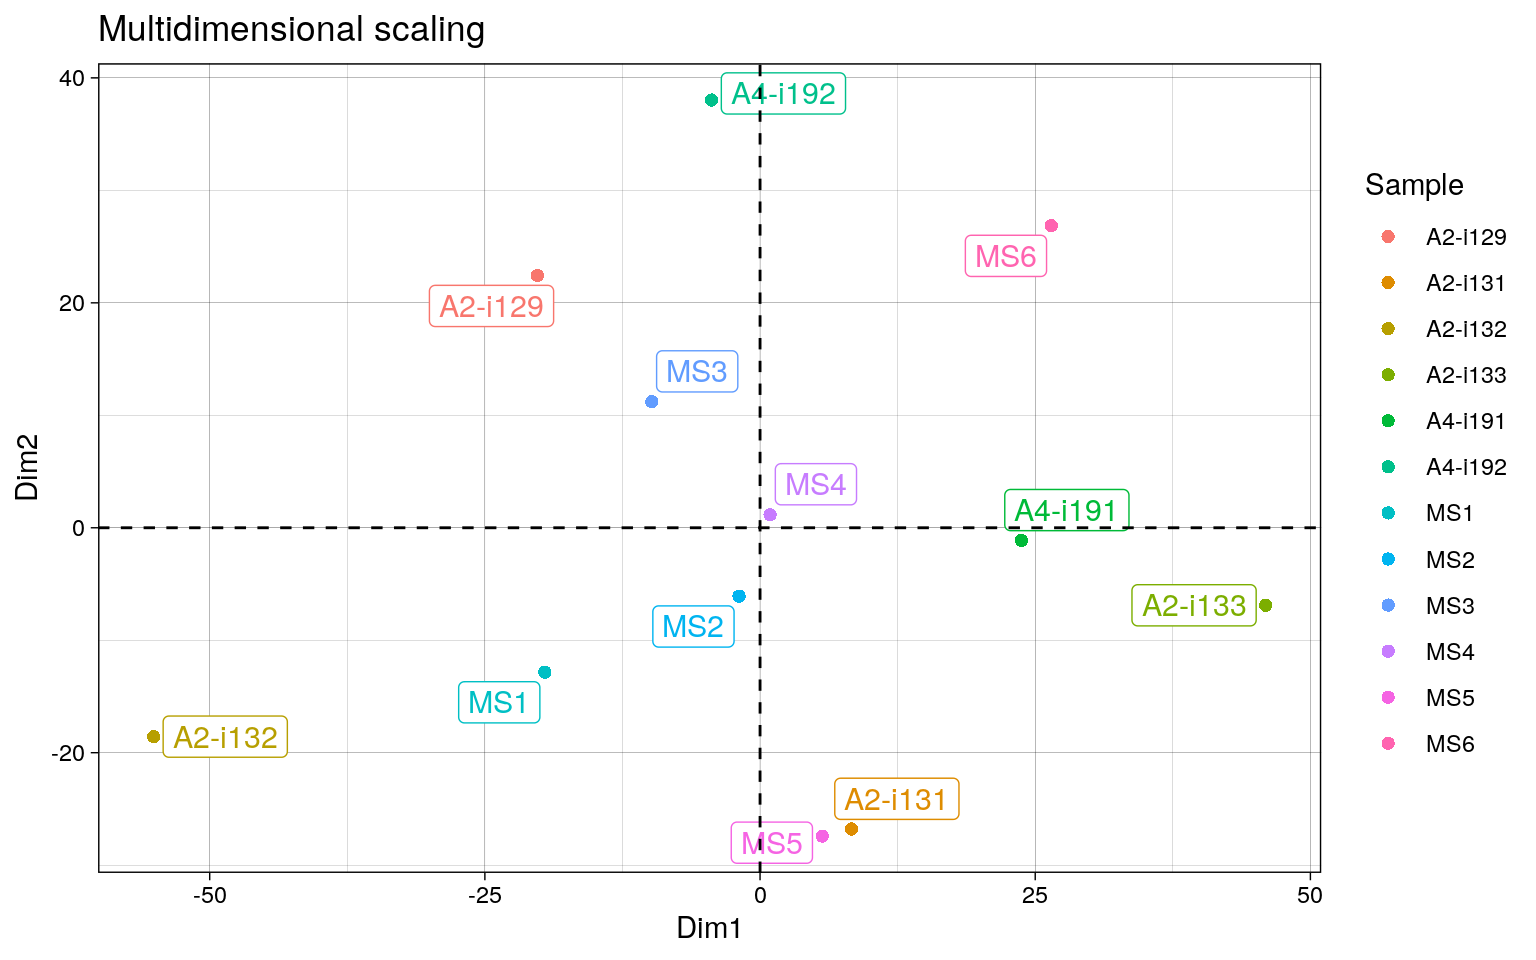 Multidimensional scaling
40
20
0
-20
Dim2
A4-i192
MS6
A2-i129
MS3
MS4
A4-i191
A2-i133
MS2
MS1
A2-i132
A2-i131
MS5
-50
-25
0
25
50
Dim1
Sample
A2-i129
A2-i131
A2-i132
A2-i133
A4-i191
A4-i192
MS1
MS2
MS3
MS4
MS5
MS6